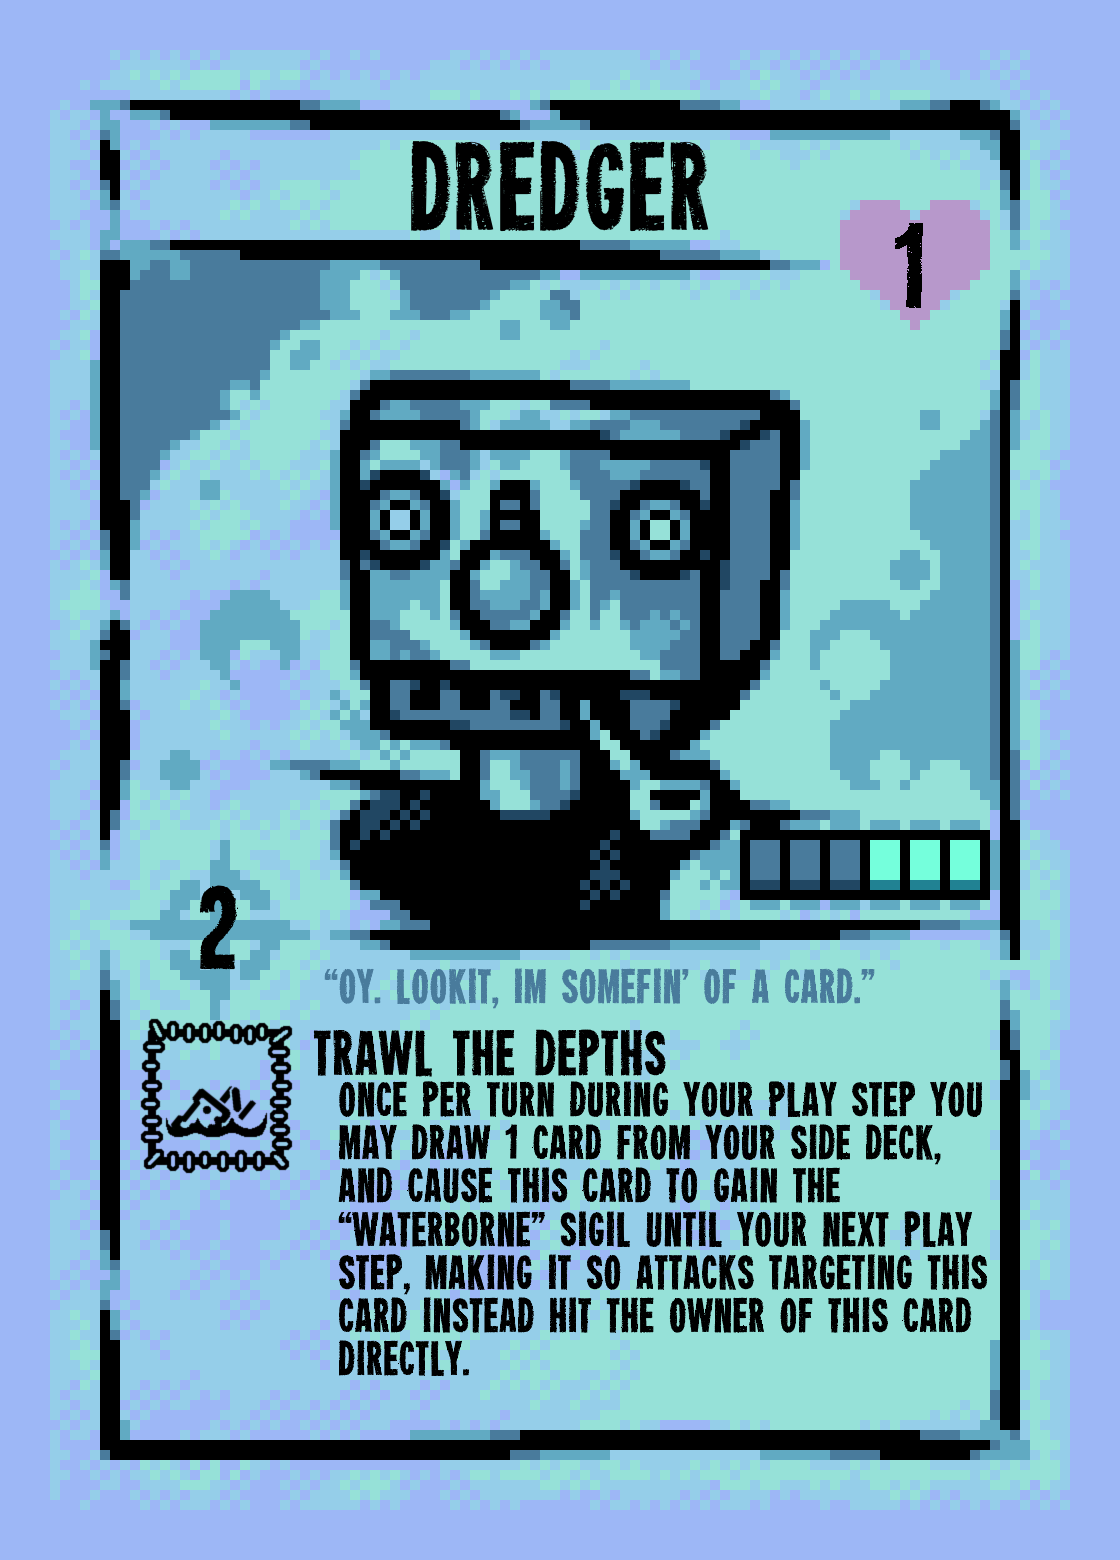 DREDGER
1
2
“OY. LOOKIT, IM SOMEFIN’ OF A CARD.”
TRAWL THE DEPTHS
ONCE PER TURN DURING YOUR PLAY STEP YOU
MAY DRAW 1 CARD FROM YOUR SIDE DECK,
AND CAUSE THIS CARD TO GAIN THE
“WATERBORNE” SIGIL UNTIL YOUR NEXT PLAY
STEP, MAKING IT SO ATTACKS TARGETING THIS
CARD INSTEAD HIT THE OWNER OF THIS CARD
DIRECTLY.